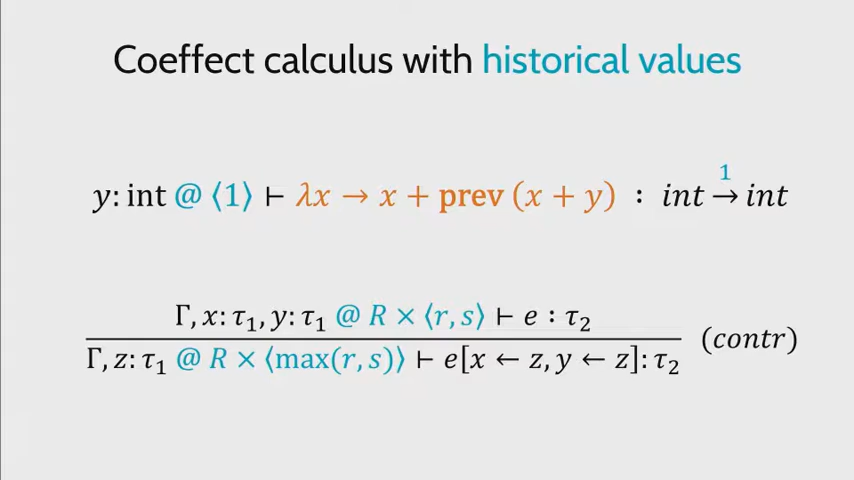 Coeffect calculus with historical values
y: int @ ⟨1⟩ ⊢ λx → x + prev (x + y) : int →¹ int
Γ, x: τ₁, y: τ₁ @ R × ⟨r, s⟩ ⊢ e : τ₂
(contr)
Γ, z: τ₁ @ R × ⟨max(r, s)⟩ ⊢ e[x ← z, y ← z]: τ₂